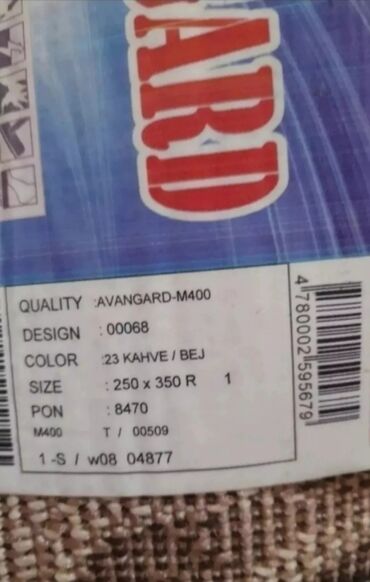 GARD
QUALITY :AVANGARD-M400
DESIGN : 00068
COLOR :23 KAHVE / BEJ
SIZE : 250 x 350 R 1
PON : 8470
M400 T / 00509
1 -S / w08 04877
4780002595679